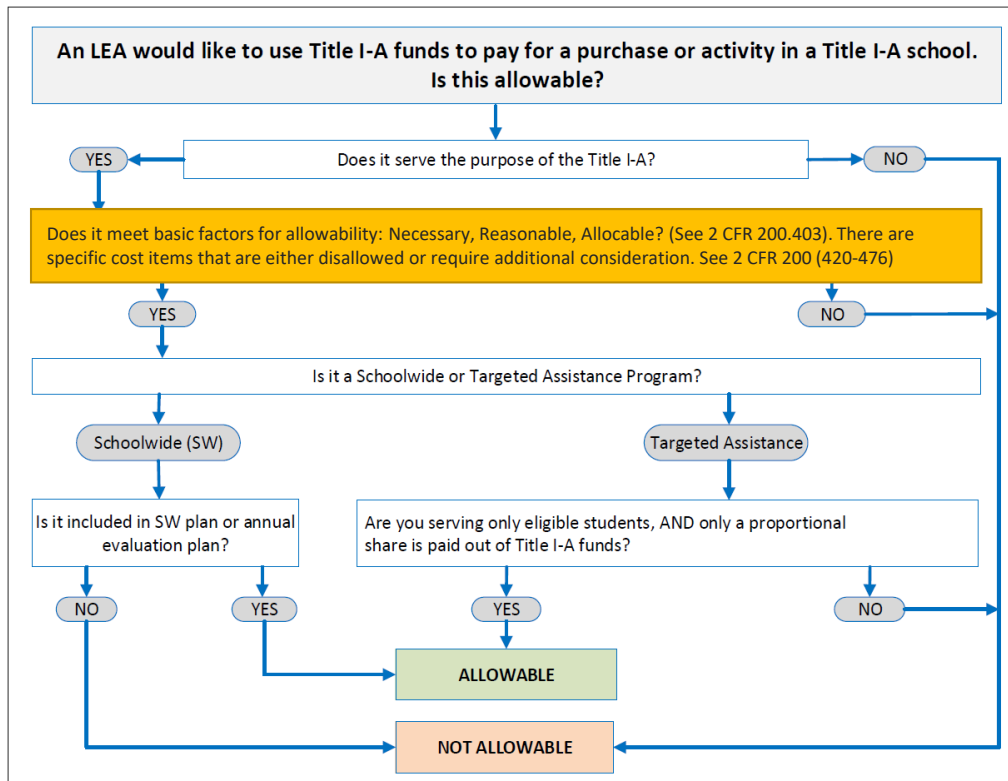 An LEA would like to use Title I-A funds to pay for a purchase or activity in a Title I-A school.
Is this allowable?
YES
Does it serve the purpose of the Title I-A?
NO
Does it meet basic factors for allowability: Necessary, Reasonable, Allocable? (See 2 CFR 200.403). There are
specific cost items that are either disallowed or require additional consideration. See 2 CFR 200 (420-476)
YES
NO
Is it a Schoolwide or Targeted Assistance Program?
Schoolwide (SW)
Targeted Assistance
Is it included in SW plan or annual
evaluation plan?
Are you serving only eligible students, AND only a proportional
share is paid out of Title I-A funds?
NO
YES
YES
NO
ALLOWABLE
NOT ALLOWABLE